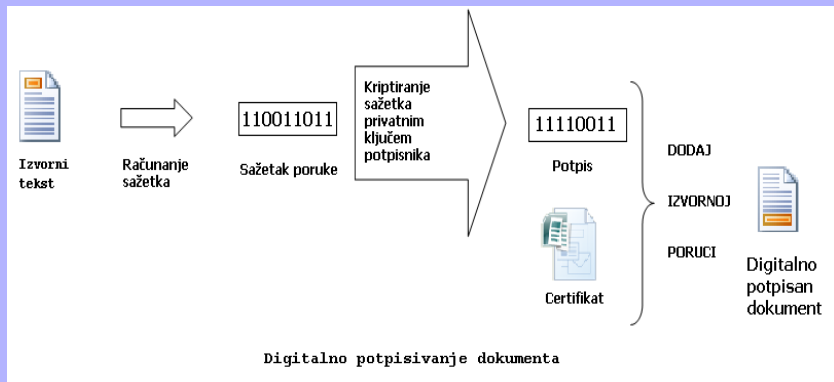 Izvorni
tekst
Računanje
sažetka
110011011
Sažetak poruke
Kriptiranje
sažetka
privatnim
ključem
potpisnika
11110011
Potpis
Certifikat
DODAJ
IZVORNOJ
PORUCI
Digitalno
potpisan
dokument
Digitalno potpisivanje dokumenta